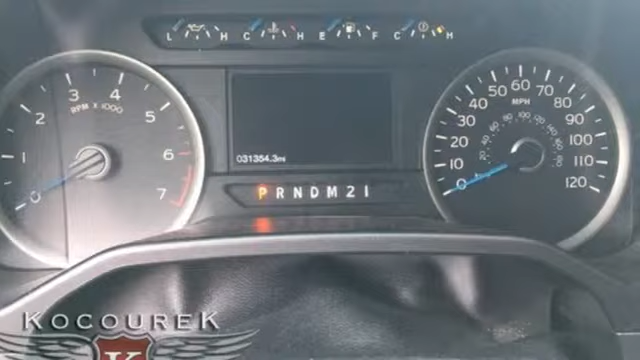 L H C H E F C H
3 4
2 5
RPM X 1000
1 6
0 7
031354.3mi
P R N D M 2 1
50 60 70
40 80
MPH
30 90
20 100
10 110
0 120
KOCOUREK
K